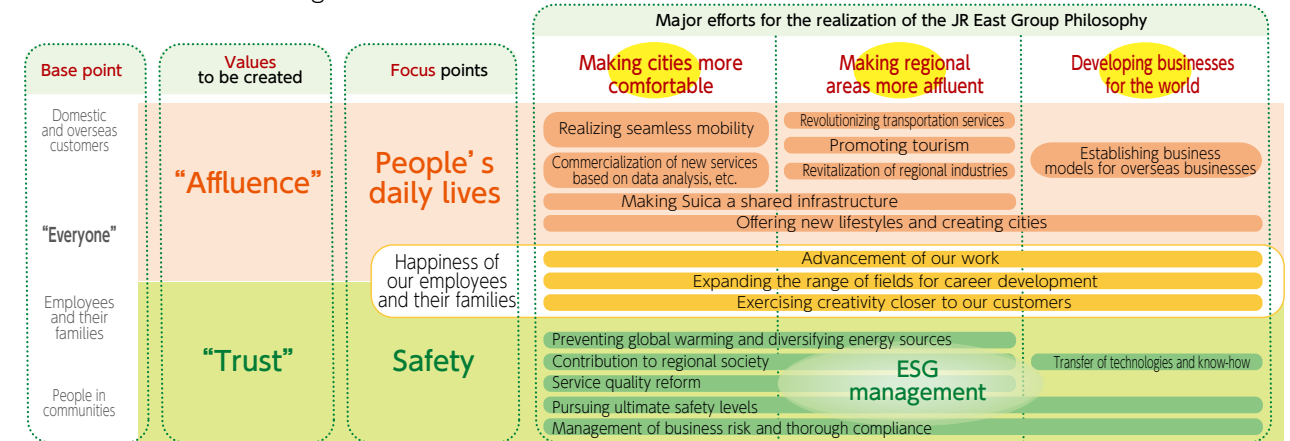 Major efforts for the realization of the JR East Group Philosophy
Base point
Values
to be created
Focus points
Making cities more
comfortable
Making regional
areas more affluent
Developing businesses
for the world
Domestic
and overseas
customers
"Everyone"
Employees
and their
families
People in
communities
“Affluence”
“Trust”
People’s
daily lives
Happiness of
our employees
and their families
Safety
Realizing seamless mobility
Commercialization of new services
based on data analysis, etc.
Revolutionizing transportation services
Promoting tourism
Revitalization of regional industries
Establishing business
models for overseas businesses
Making Suica a shared infrastructure
Offering new lifestyles and creating cities
Advancement of our work
Expanding the range of fields for career development
Exercising creativity closer to our customers
Preventing global warming and diversifying energy sources
Contribution to regional society
Service quality reform
Pursuing ultimate safety levels
Management of business risk and thorough compliance
ESG
management
Transfer of technologies and know-how